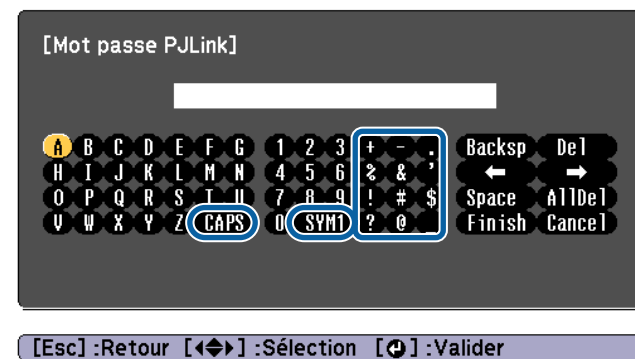 [Mot passe PJLink]
A B C D E F G 1 2 3 + - . Backsp Del
H I J K L M N 4 5 6 % & ' ← →
O P Q R S T U 7 8 9 ! # $ Space AllDel
V W X Y Z CAPS 0 SYM1 ? @ _ Finish Cancel
[Esc] :Retour [◀◆▶] :Sélection [⏎] :Valider